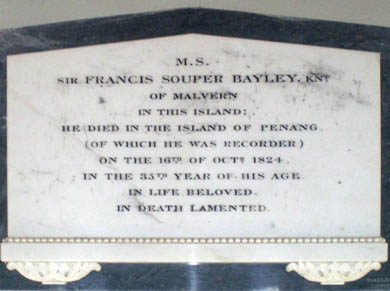 M.S.
SIR FRANCIS SOUPER BAYLEY, KNT
OF MALVERN
IN THIS ISLAND;
HE DIED IN THE ISLAND OF PENANG
(OF WHICH HE WAS RECORDER)
ON THE 16TH OF OCTR 1824,
IN THE 35TH YEAR OF HIS AGE.
IN LIFE BELOVED.
IN DEATH LAMENTED.